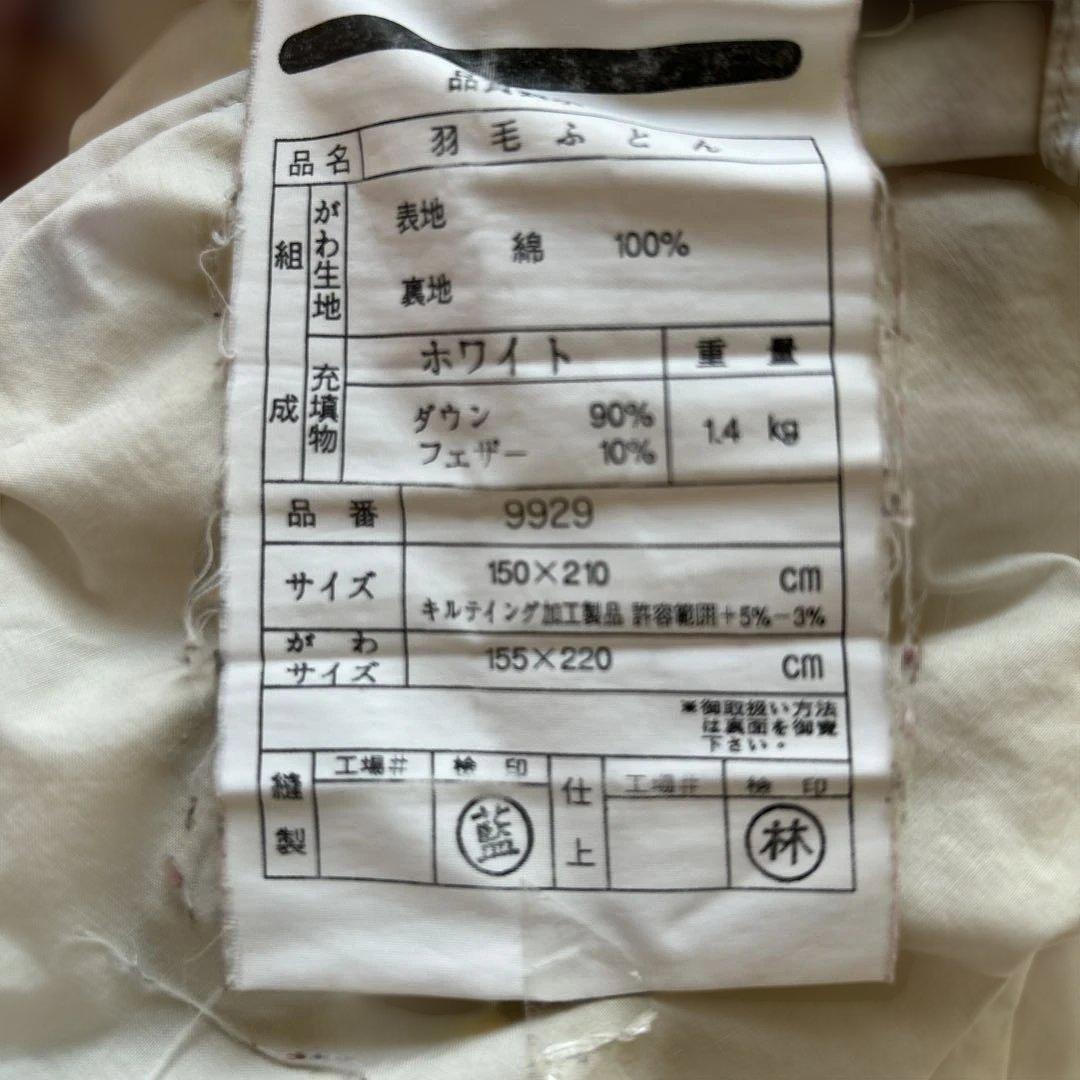 品名 羽毛ふとん
組成
がわ生地
表地
綿 100%
裏地
充填物
ホワイト 重量
ダウン 90%
フェザー 10%
1.4 kg
品番 9929
サイズ 150×210 cm
キルテイング加工製品 許容範囲+5%-3%
がわサイズ 155×220 cm
※御取扱い方法
は裏面を御覧
下さい。
縫製 工場# 検印 仕上 工場# 検印
藍 林